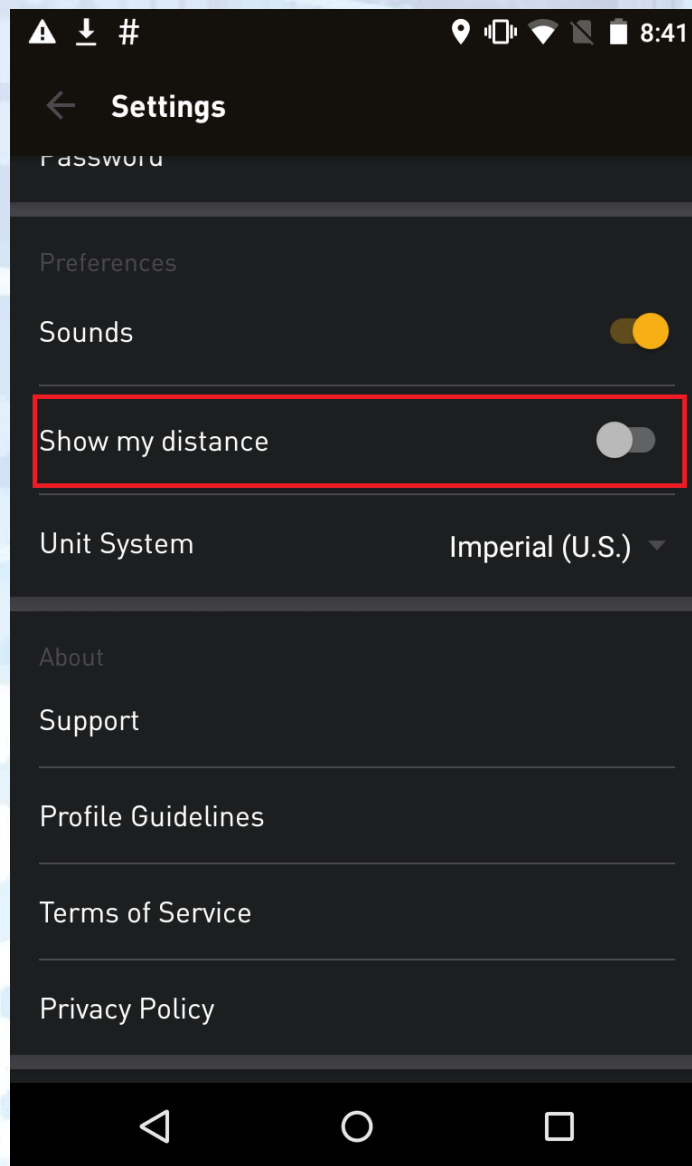 # 8:41
Settings
Password
Preferences
Sounds
Show my distance
Unit System Imperial (U.S.)
About
Support
Profile Guidelines
Terms of Service
Privacy Policy